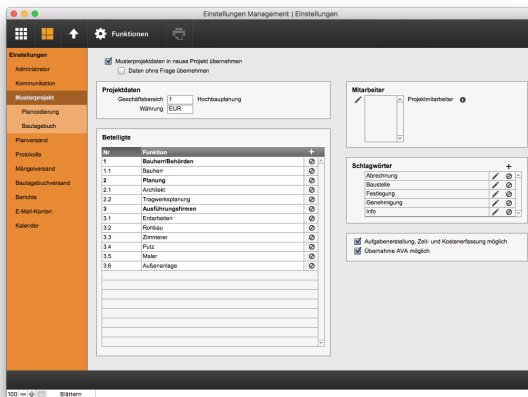 Einstellungen Management | Einstellungen
Funktionen
Einstellungen
Administrator
Kommunikation
Musterprojekt
Plancodierung
Bautagebuch
Planversand
Protokolle
Mängelversand
Bautagebuchversand
Berichte
E-Mail-Konten
Kalender
Musterprojektdaten in neues Projekt übernehmen
Daten ohne Frage übernehmen
Projektdaten
Geschäftsbereich 1 Hochbauplanung
Währung EUR
Beteiligte
Nr Funktion +
1 Bauherr/Behörden
1.1 Bauherr
2 Planung
2.1 Architekt
2.2 Tragwerksplanung
3 Ausführungsfirmen
3.1 Erdarbeiten
3.2 Rohbau
3.3 Zimmerer
3.4 Putz
3.5 Maler
3.6 Außenanlage
Mitarbeiter
Projektmitarbeiter
Schlagwörter +
Abrechnung
Baustelle
Festlegung
Genehmigung
Info
Aufgabenerstellung, Zeit- und Kostenerfassung möglich
Übernahme AVA möglich
100 Blättern